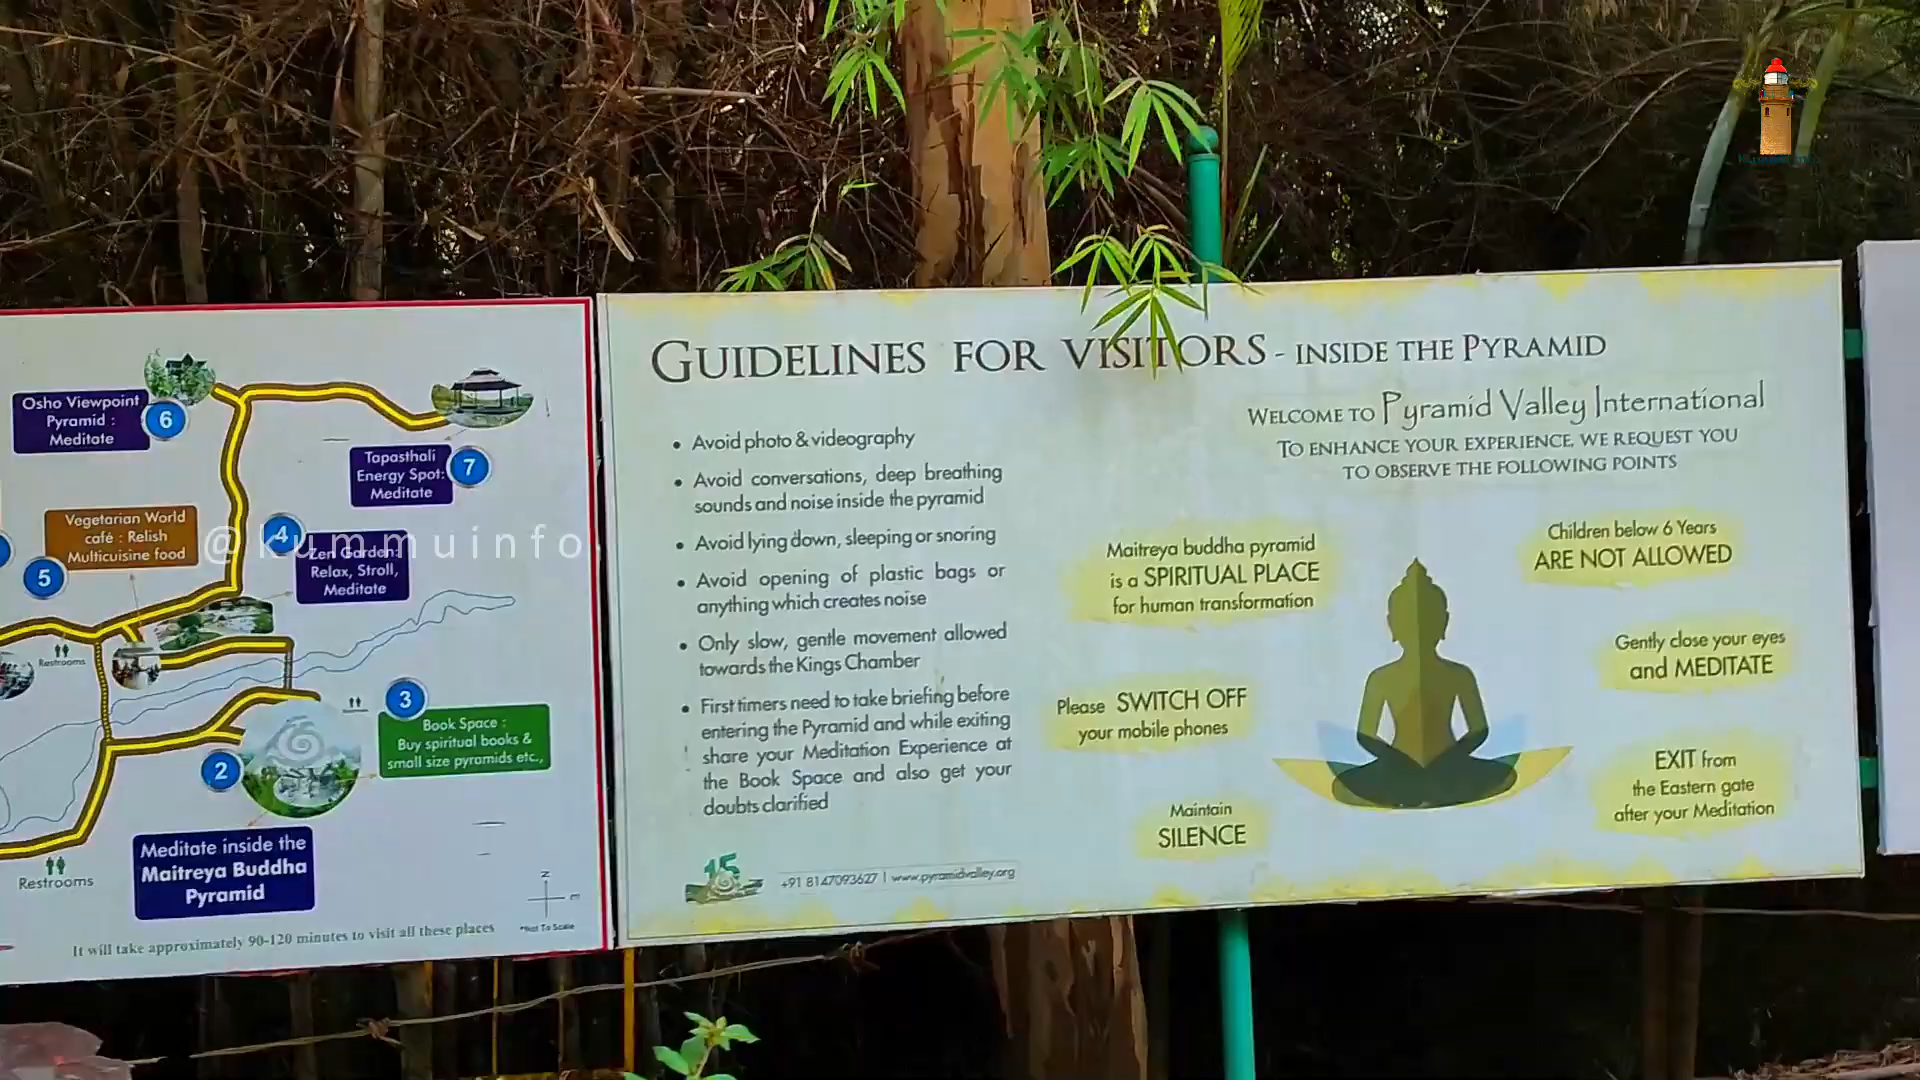 Osho Viewpoint
Pyramid :
Meditate
6
Tapasthali
Energy Spot:
Meditate
7
Vegetarian World
café : Relish
Multicuisine food
5
4
Zen Garden:
Relax, Stroll,
Meditate
@kummuinfo
Restrooms
3
Book Space :
Buy spiritual books &
small size pyramids etc.,
2
Meditate inside the
Maitreya Buddha
Pyramid
Restrooms
It will take approximately 90-120 minutes to visit all these places
*Not To Scale
GUIDELINES FOR VISITORS - INSIDE THE PYRAMID
WELCOME TO Pyramid Valley International
TO ENHANCE YOUR EXPERIENCE, WE REQUEST YOU
TO OBSERVE THE FOLLOWING POINTS
• Avoid photo & videography
• Avoid conversations, deep breathing
sounds and noise inside the pyramid
• Avoid lying down, sleeping or snoring
• Avoid opening of plastic bags or
anything which creates noise
• Only slow, gentle movement allowed
towards the Kings Chamber
• First timers need to take briefing before
entering the Pyramid and while exiting
share your Meditation Experience at
the Book Space and also get your
doubts clarified
Maitreya buddha pyramid
is a SPIRITUAL PLACE
for human transformation
Children below 6 Years
ARE NOT ALLOWED
Gently close your eyes
and MEDITATE
Please SWITCH OFF
your mobile phones
EXIT from
the Eastern gate
after your Meditation
Maintain
SILENCE
15
+91 8147093627 | www.pyramidvalley.org